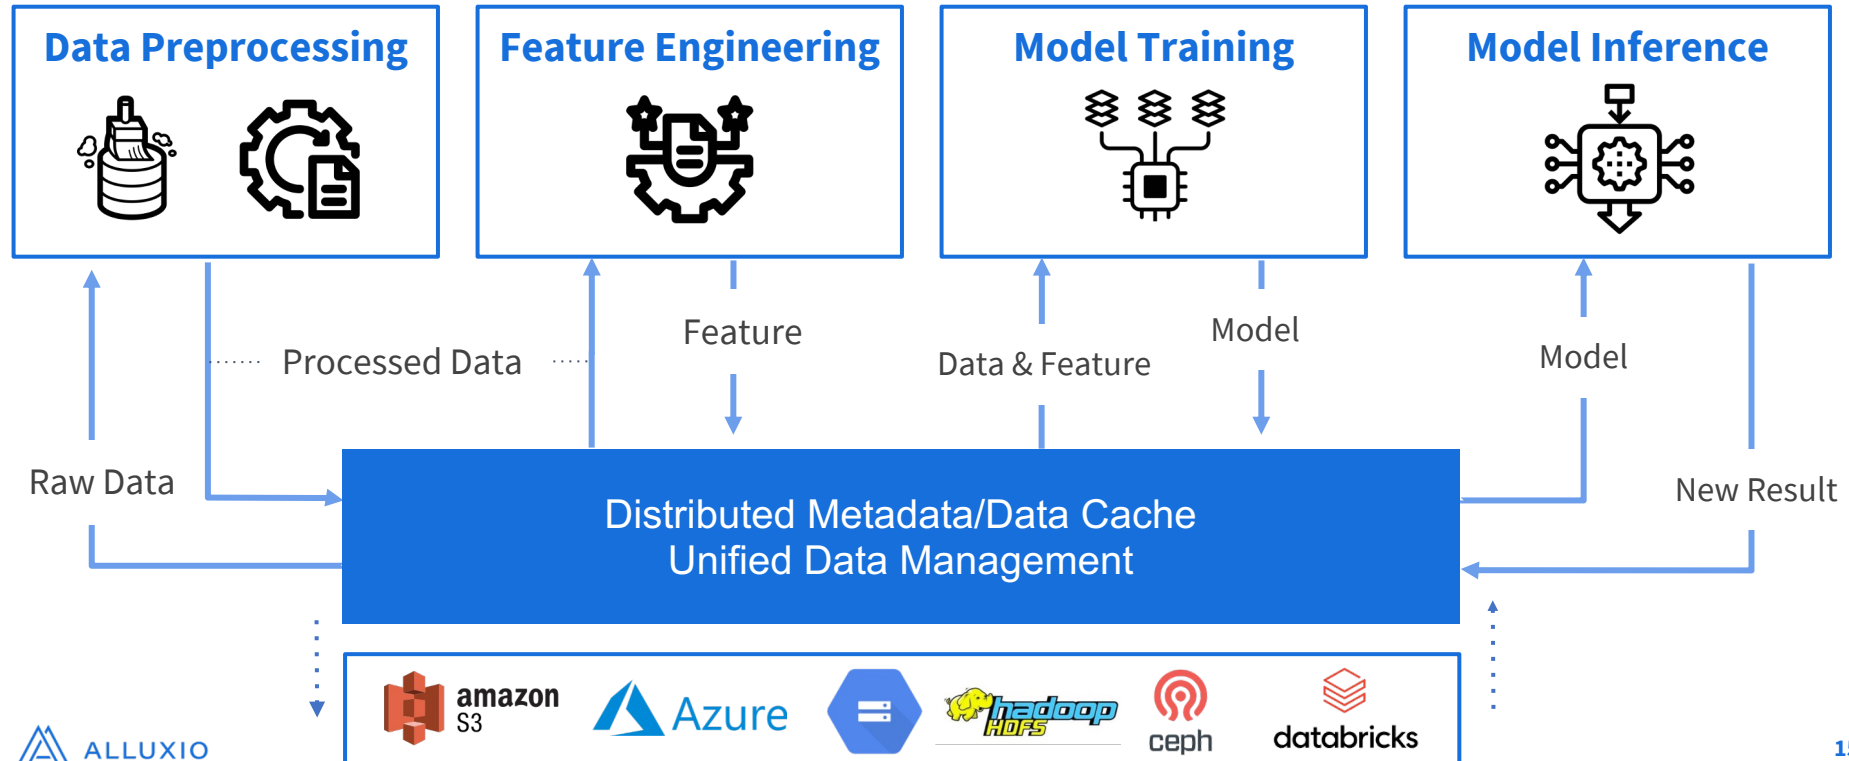 Data Preprocessing
Feature Engineering
Model Training
Model Inference
Feature
Model
Processed Data
Data & Feature
Model
Raw Data
New Result
Distributed Metadata/Data Cache
Unified Data Management
amazon
S3
Azure
hadoop
HDFS
ceph
databricks
ALLUXIO